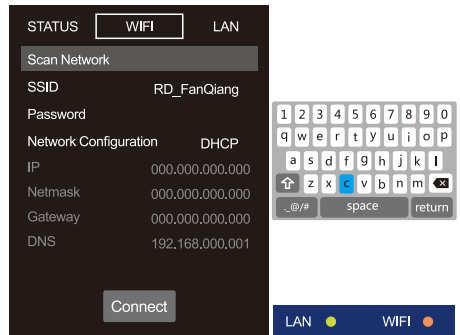 STATUS WIFI LAN
Scan Network
SSID RD_FanQiang
Password
Network Configuration DHCP
IP 000.000.000.000
Netmask 000.000.000.000
Gateway 000.000.000.000
DNS 192.168.000.001
Connect
1 2 3 4 5 6 7 8 9 0
q w e r t y u i o p
a s d f g h j k l
z x c v b n m
._@/# space return
LAN WIFI